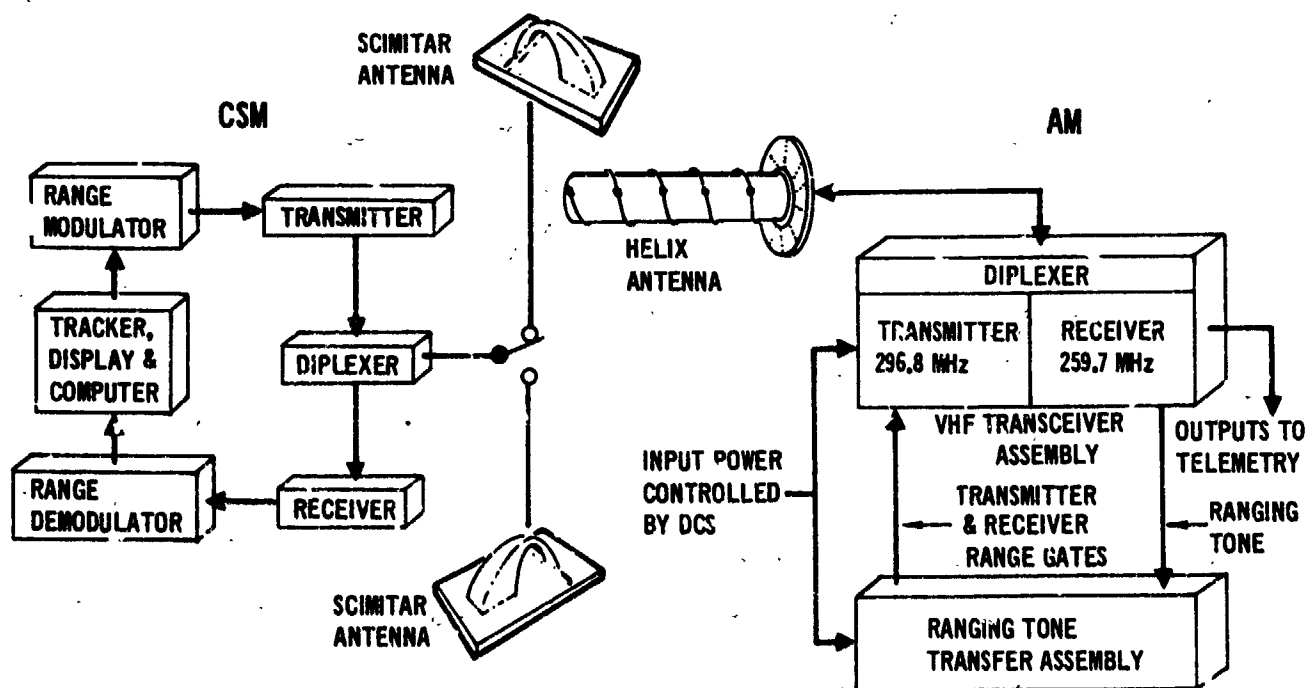 SCIMITAR
ANTENNA
CSM
AM
RANGE
MODULATOR
TRANSMITTER
HELIX
ANTENNA
DIPLEXER
TRACKER,
DISPLAY &
COMPUTER
DIPLEXER
TRANSMITTER
296.8 MHz
RECEIVER
259.7 MHz
VHF TRANSCEIVER
ASSEMBLY
OUTPUTS TO
TELEMETRY
INPUT POWER
CONTROLLED
BY DCS
RANGE
DEMODULATOR
RECEIVER
TRANSMITTER
& RECEIVER
RANGE GATES
RANGING
TONE
SCIMITAR
ANTENNA
RANGING TONE
TRANSFER ASSEMBLY